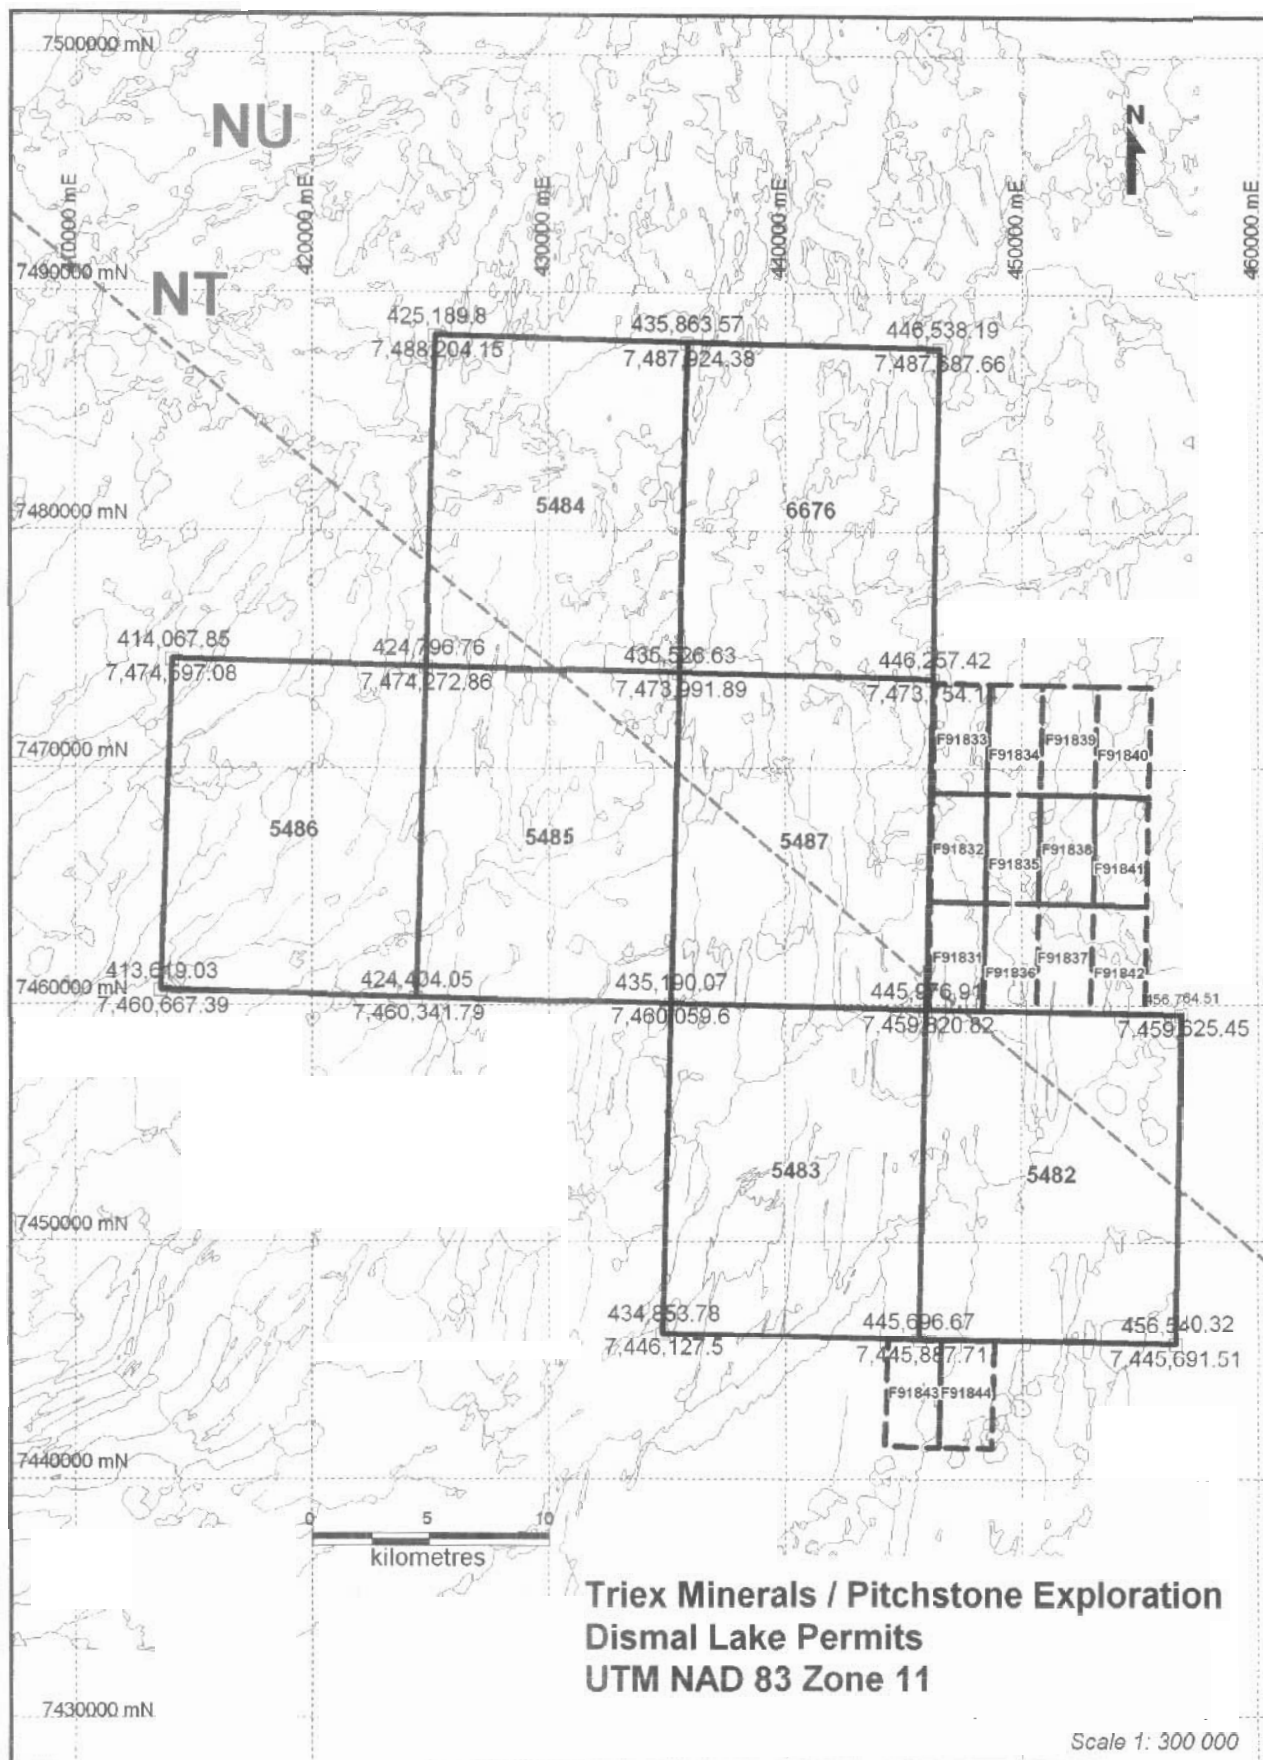 7500000 mN
NU
N
410000 mE
420000 mE
430000 mE
440000 mE
450000 mE
460000 mE
7490000 mN
NT
425,189.8
435,863.57
446,538.19
7,488,204.15
7,487,924.38
7,487,687.66
7480000 mN
5484
6676
414,067.85
424,796.76
435,526.63
446,257.42
7,474,597.08
7,474,272.86
7,473,991.89
7,473,754.14
7470000 mN
F91833
F91834
F91839
F91840
5486
5485
5487
F91832
F91835
F91838
F91841
F91831
F91836
F91837
F91842
413,619.03
424,404.05
435,190.07
445,976.91
456,764.51
7460000 mN
7,460,667.39
7,460,341.79
7,460,059.6
7,459,820.82
7,459,625.45
5483
5482
7450000 mN
434,853.78
445,696.67
456,540.32
7,446,127.5
7,445,887.71
7,445,691.51
F91843
F91844
7440000 mN
0 5 10
kilometres
Triex Minerals / Pitchstone Exploration
Dismal Lake Permits
UTM NAD 83 Zone 11
7430000 mN
Scale 1: 300 000